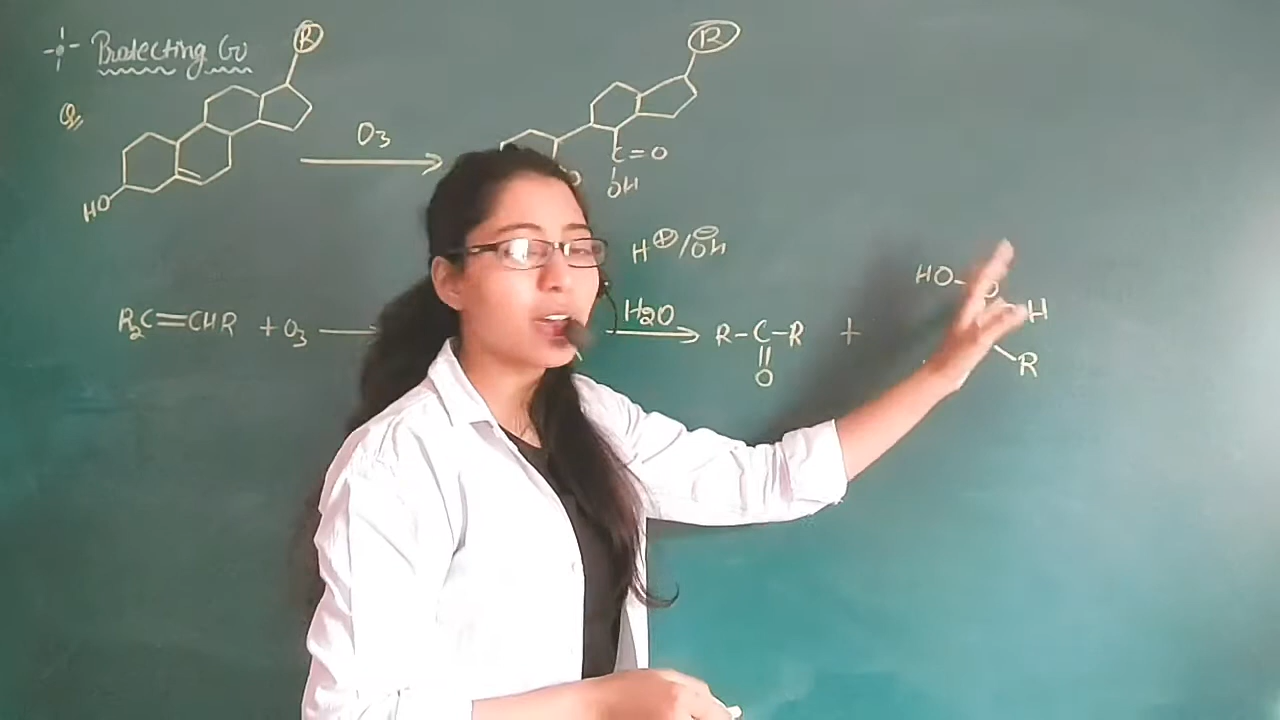 Protecting Gr
R
R
Q
O3
C=O
OH
HO
H⊕/OH⊖
R2C=CHR + O3
H2O
R-C-R + HO-
O
H
R